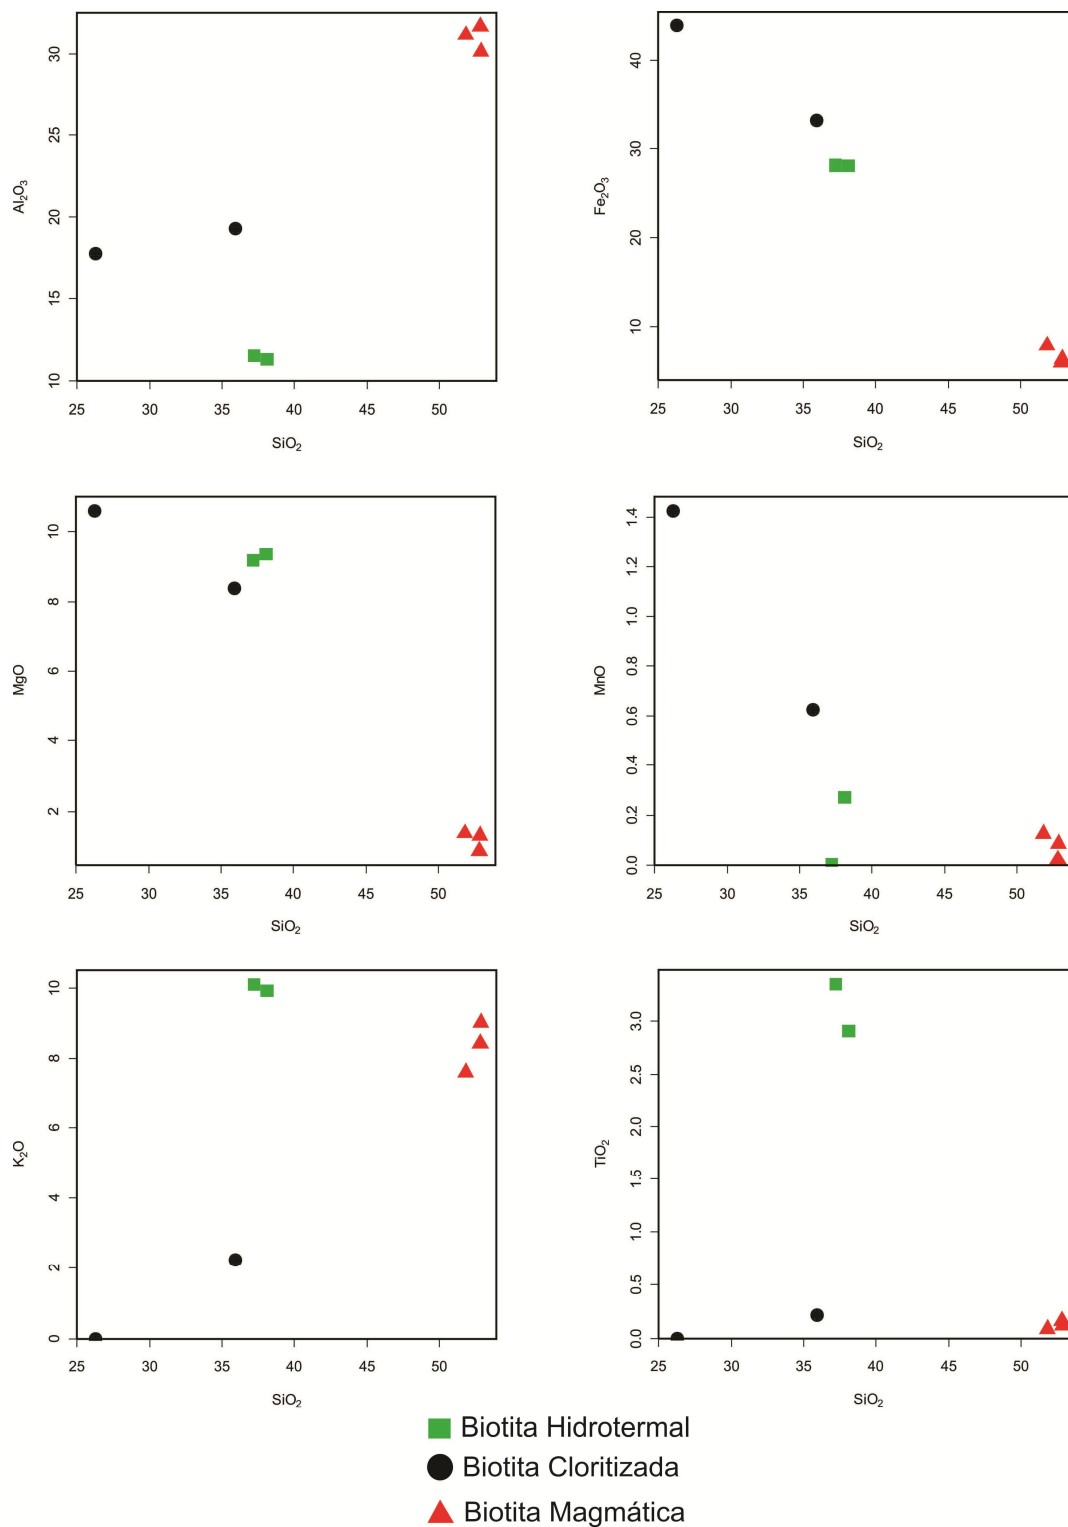 Al₂O₃
30
25
20
15
10
25 30 35 40 45 50
SiO₂
Fe₂O₃
40
30
20
10
25 30 35 40 45 50
SiO₂
MgO
10
8
6
4
2
25 30 35 40 45 50
SiO₂
MnO
1.4
1.2
1.0
0.8
0.6
0.4
0.2
0.0
25 30 35 40 45 50
SiO₂
K₂O
10
8
6
4
2
0
25 30 35 40 45 50
SiO₂
TiO₂
3.0
2.5
2.0
1.5
1.0
0.5
0.0
25 30 35 40 45 50
SiO₂
Biotita Hidrotermal
Biotita Cloritizada
Biotita Magmática